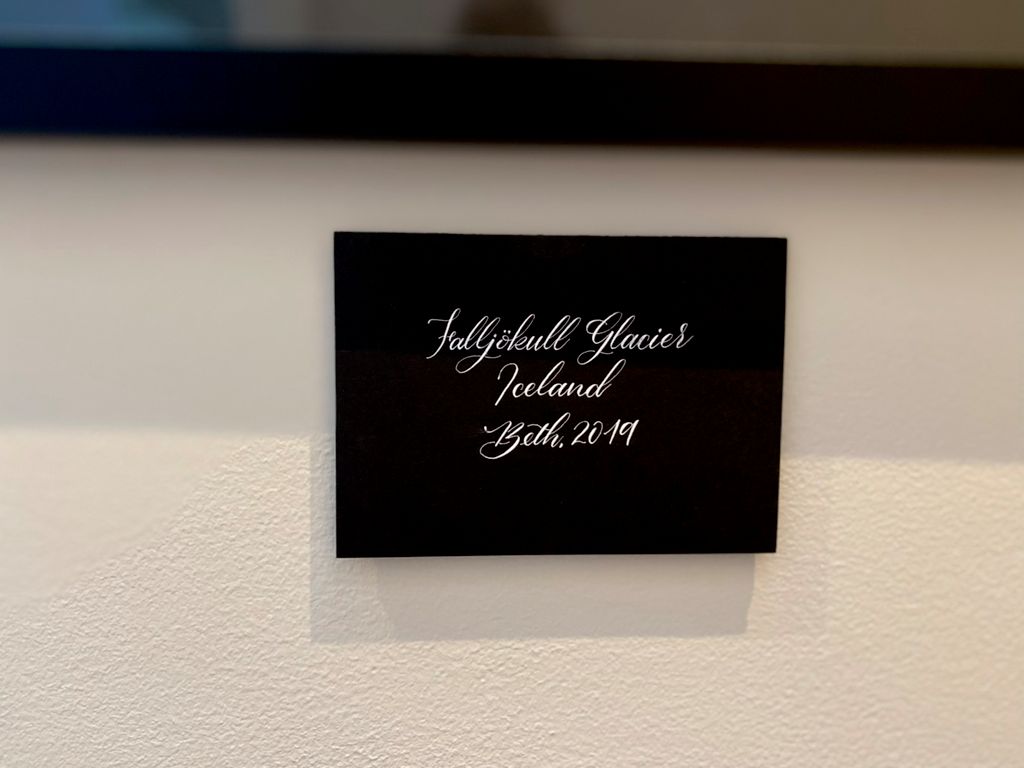 Falljökull Glacier
Iceland
Beth, 2019